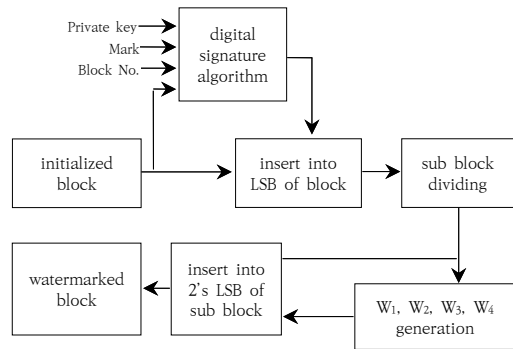 Private key
Mark
Block No.
digital
signature
algorithm
initialized
block
insert into
LSB of block
sub block
dividing
watermarked
block
insert into
2's LSB of
sub block
W₁, W₂, W₃, W₄
generation